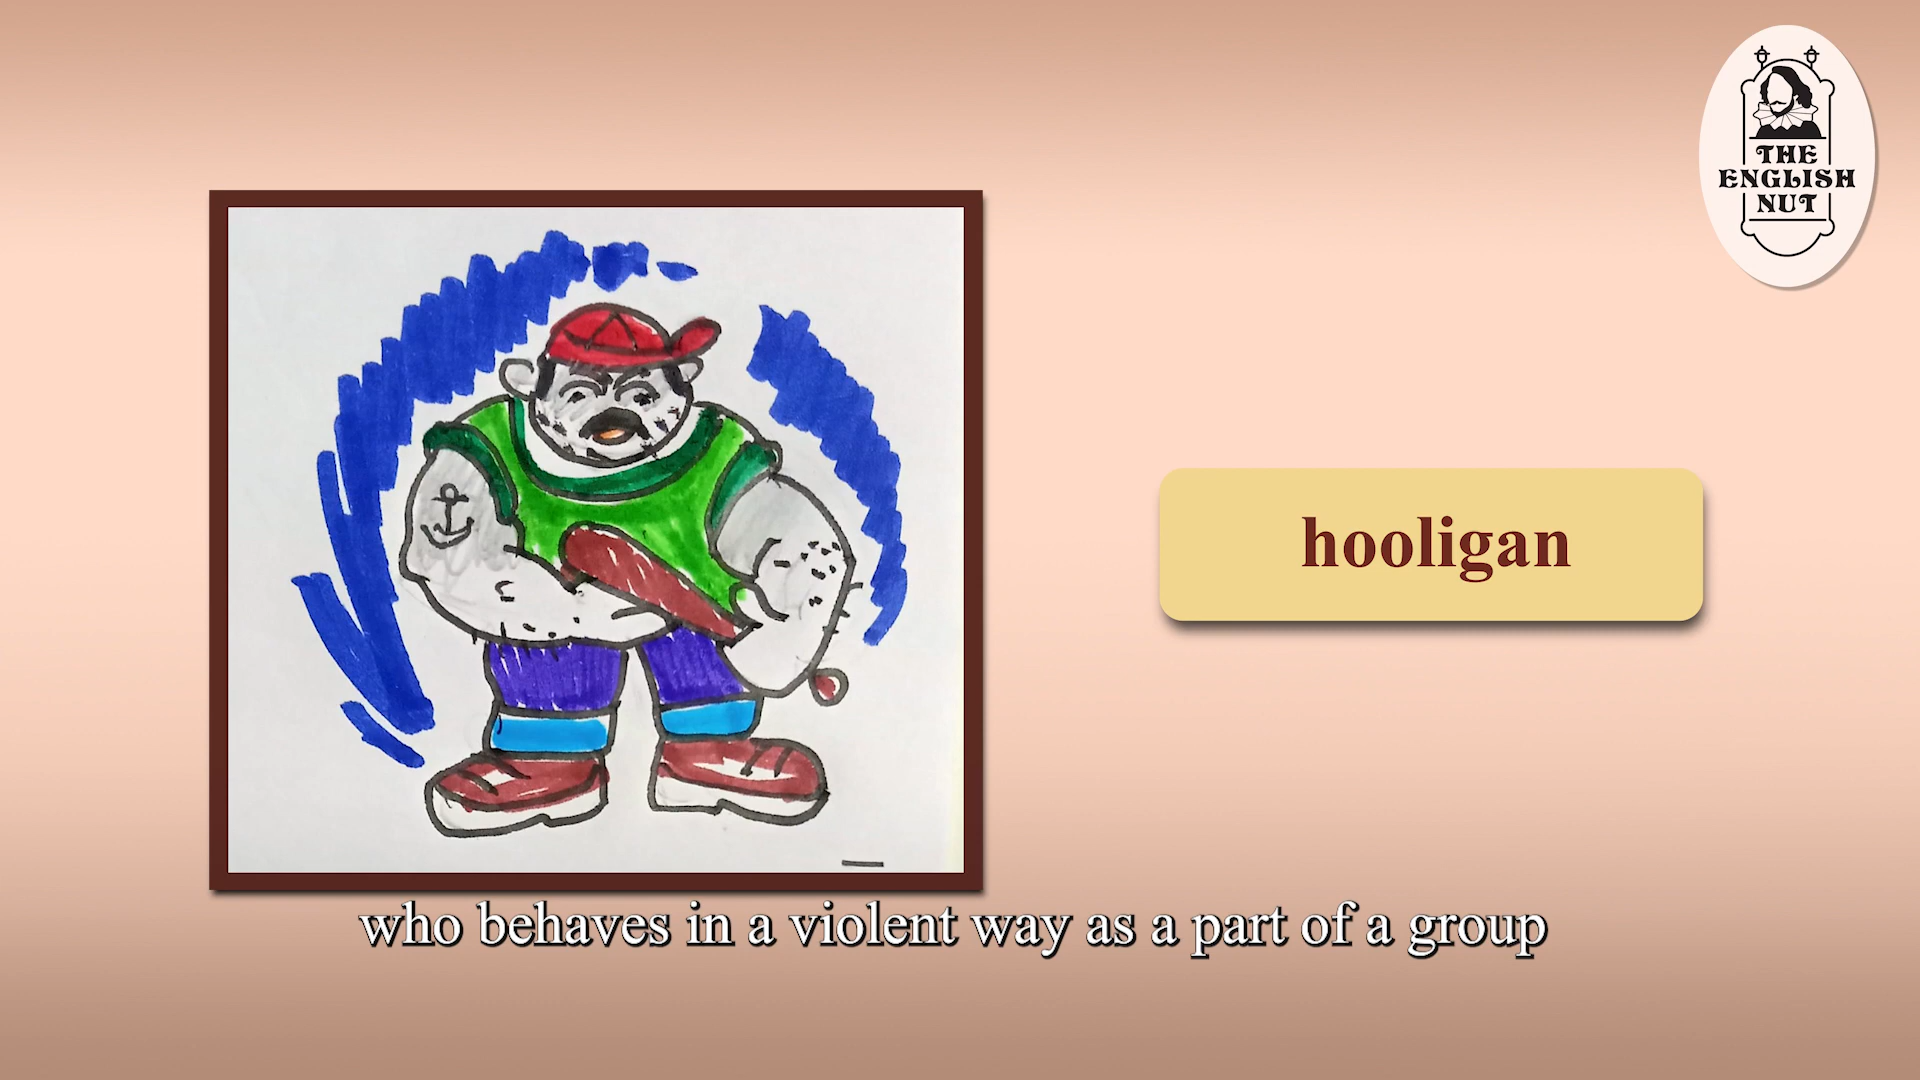 THE
ENGLISH
NUT
hooligan
who behaves in a violent way as a part of a group